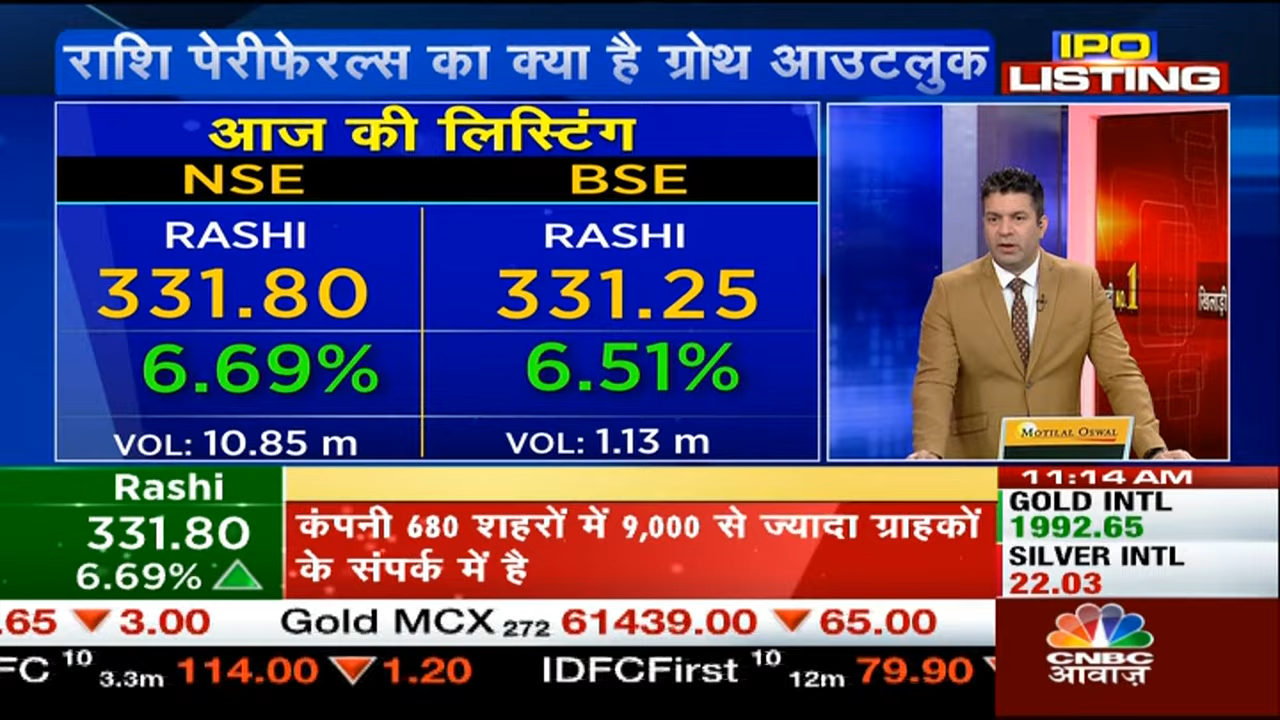 राशि पेरीफेरल्स का क्या है ग्रोथ आउटलुक
IPO
LISTING
आज की लिस्टिंग
NSE BSE
RASHI RASHI
331.80 331.25
6.69% 6.51%
VOL: 10.85 m VOL: 1.13 m
no.1
खिलाड़ी
MOTILAL OSWAL
Rashi
331.80
6.69%
कंपनी 680 शहरों में 9,000 से ज्यादा ग्राहकों
के संपर्क में है
11:14 AM
GOLD INTL
1992.65
SILVER INTL
22.03
.65 3.00 Gold MCX 272 61439.00 65.00
FC 10 3.3m 114.00 1.20 IDFCFirst 10 12m 79.90
CNBC
आवाज़